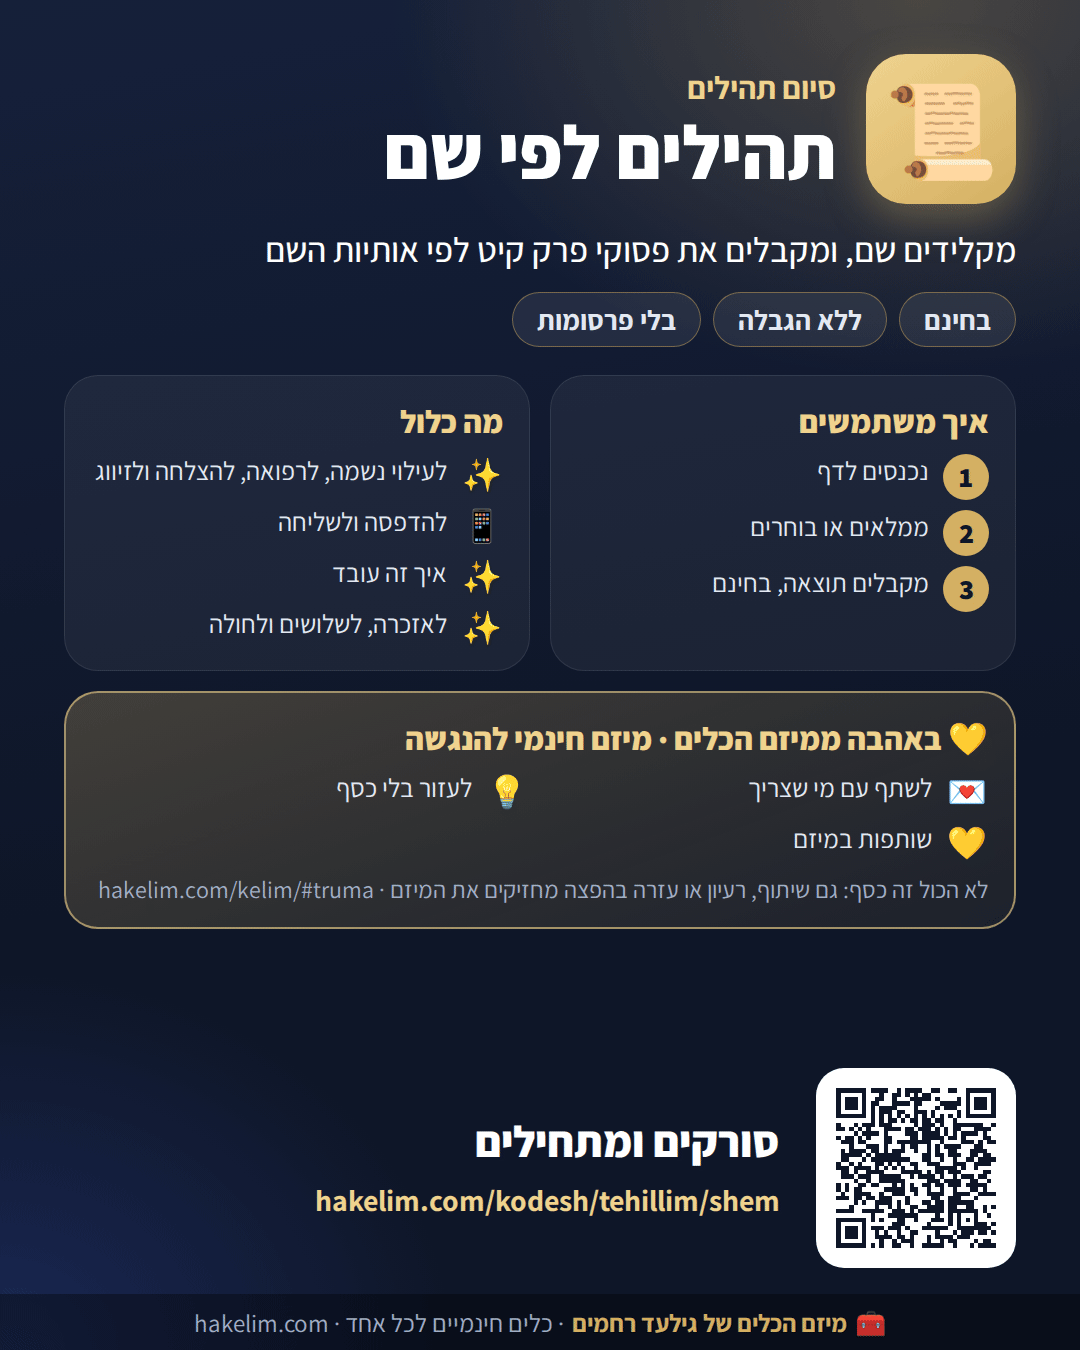 סיום תהילים
תהילים לפי שם
מקלידים שם, ומקבלים את פסוקי פרק קיט לפי אותיות השם
בחינם
ללא הגבלה
בלי פרסומות
איך משתמשים
1 נכנסים לדף
2 ממלאים או בוחרים
3 מקבלים תוצאה, בחינם
מה כלול
לעילוי נשמה, לרפואה, להצלחה ולזיווג
להדפסה ולשליחה
איך זה עובד
לאזכרה, לשלושים ולחולה
באהבה ממיזם הכלים · מיזם חינמי להנגשה
לשתף עם מי שצריך
לעזור בלי כסף
שותפות במיזם
לא הכול זה כסף: גם שיתוף, רעיון או עזרה בהפצה מחזיקים את המיזם · hakelim.com/kelim/#truma
סורקים ומתחילים
hakelim.com/kodesh/tehillim/shem
מיזם הכלים של גילעד רחמים · כלים חינמיים לכל אחד · hakelim.com